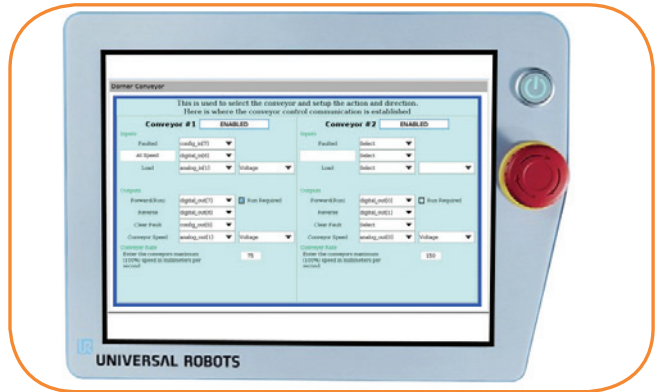 Dorner Conveyor
This is used to select the conveyor and setup the action and direction.
Here is where the conveyor control communication is established
Conveyor #1 ENABLED Conveyor #2 ENABLED
Inputs Inputs
Faulted config_in[7] Faulted Select
At Speed digital_in[6] Select
Load analog_in[1] Voltage Load Select
Outputs Outputs
Forward(Run) digital_out[7] Run Required Forward(Run) digital_out[0] Run Required
Reverse digital_out[6] Reverse digital_out[1]
Clear Fault config_out[6] Clear Fault Select
Conveyor Speed analog_out[1] Voltage Conveyor Speed analog_out[0] Voltage
Conveyor Rate Conveyor Rate
Enter the conveyors maximum 75 Enter the conveyors maximum 250
(100%) speed in millimeters per (100%) speed in millimeters per
second second
UR
UNIVERSAL ROBOTS